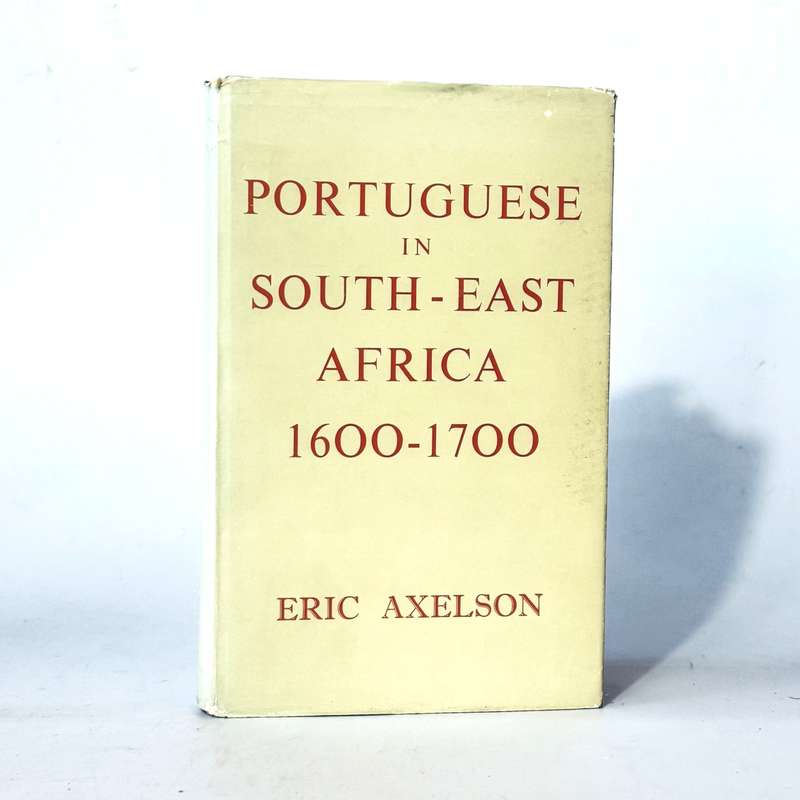 PORTUGUESE
IN
SOUTH-EAST
AFRICA
1600-1700
ERIC AXELSON